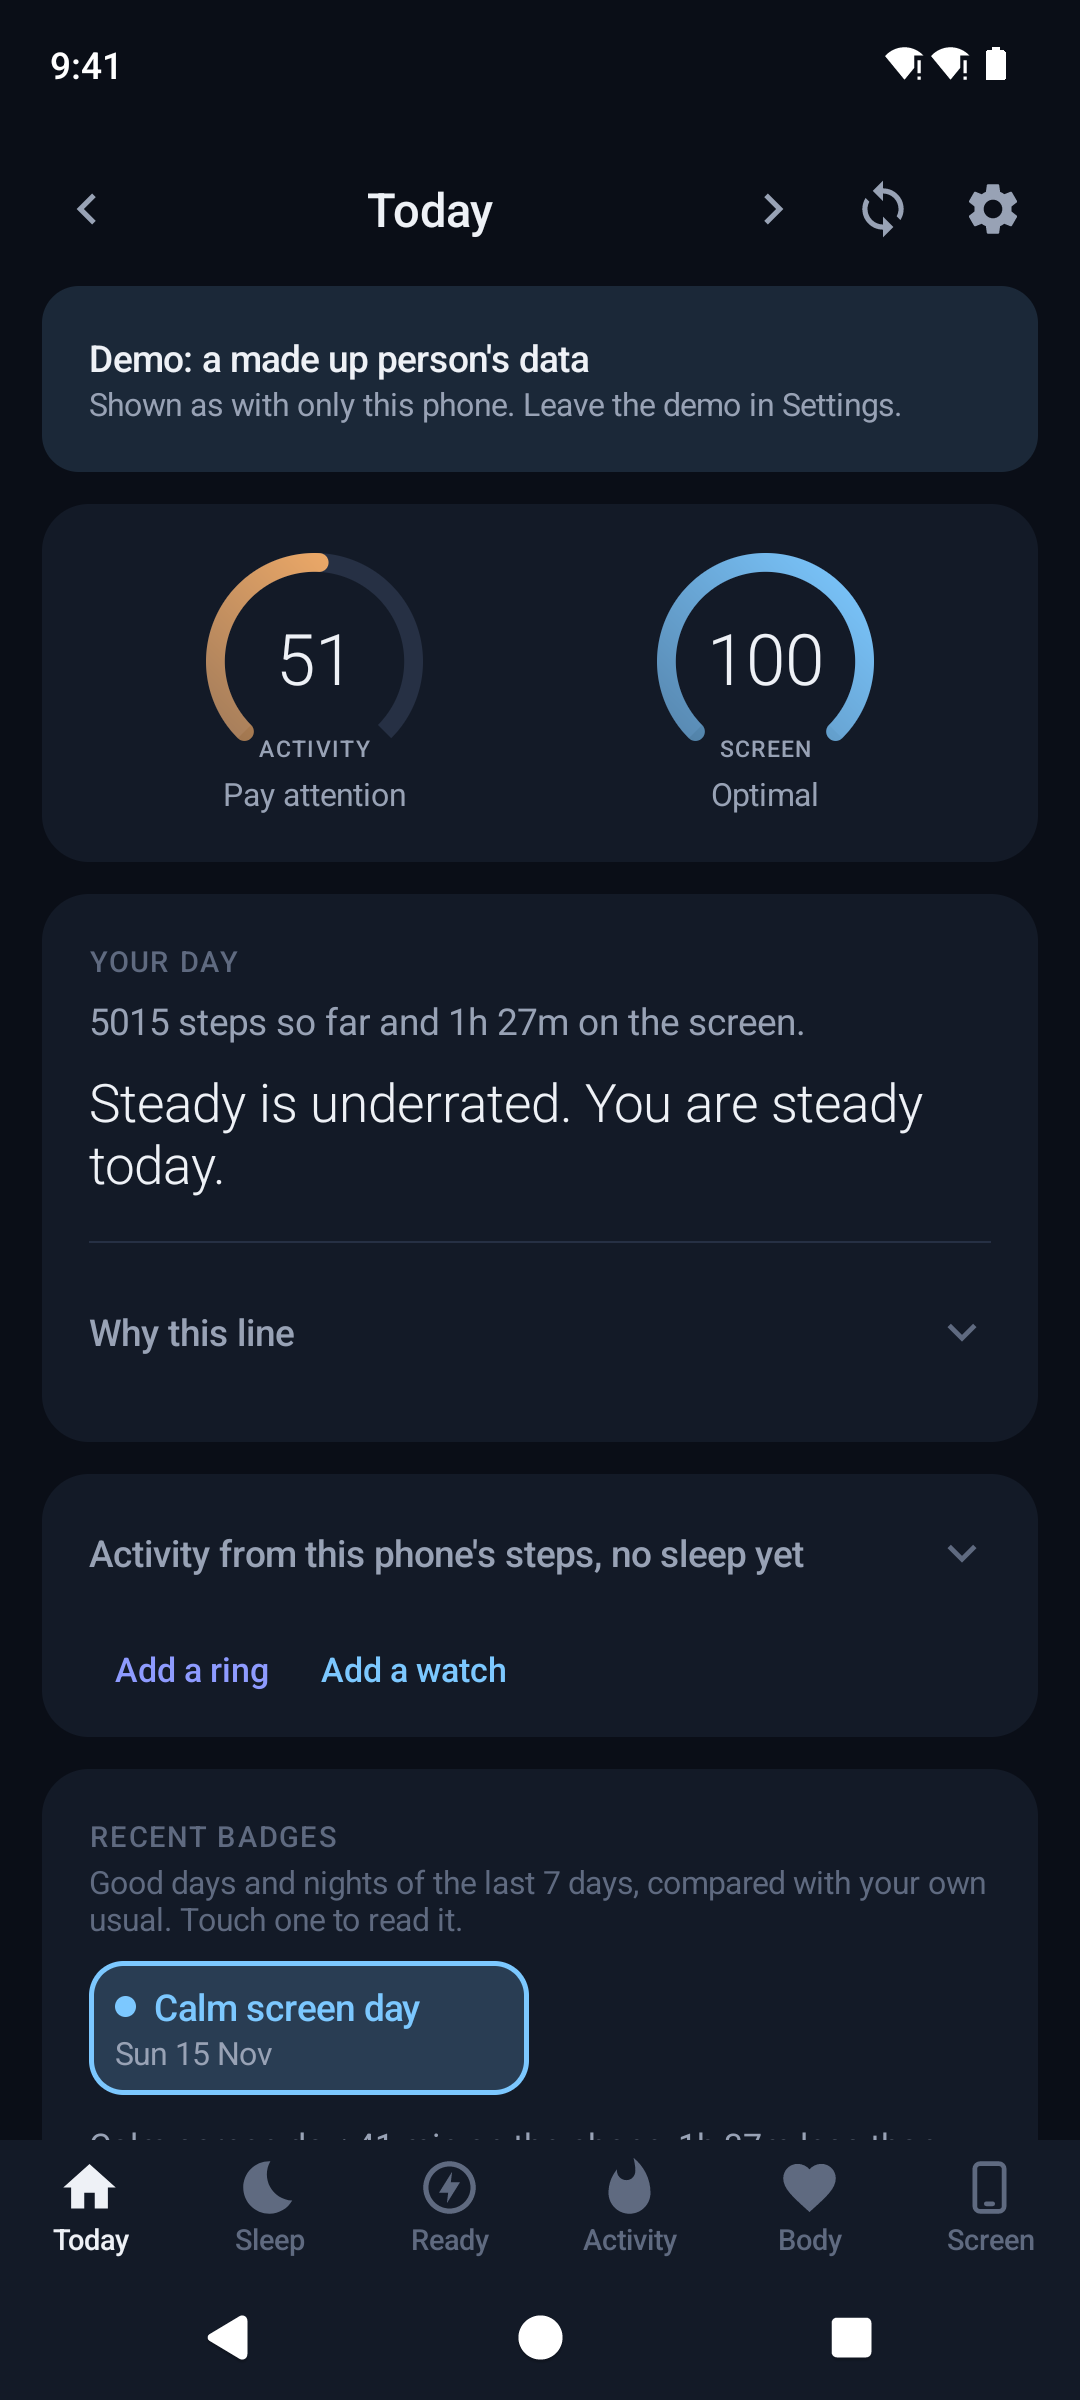 9:41
Today
Demo: a made up person's data
Shown as with only this phone. Leave the demo in Settings.
51
ACTIVITY
Pay attention
100
SCREEN
Optimal
YOUR DAY
5015 steps so far and 1h 27m on the screen.
Steady is underrated. You are steady
today.
Why this line
Activity from this phone's steps, no sleep yet
Add a ring
Add a watch
RECENT BADGES
Good days and nights of the last 7 days, compared with your own
usual. Touch one to read it.
Calm screen day
Sun 15 Nov
Today
Sleep
Ready
Activity
Body
Screen